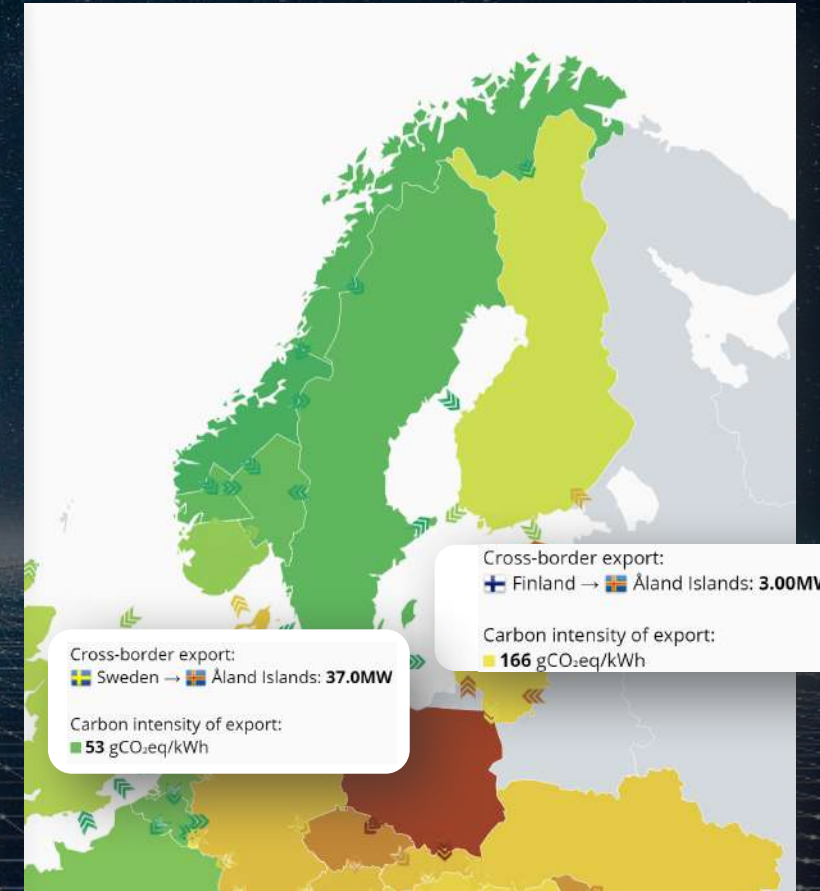 Cross-border export:
Finland → Åland Islands: 3.00MW
Carbon intensity of export:
166 gCO₂eq/kWh
Cross-border export:
Sweden → Åland Islands: 37.0MW
Carbon intensity of export:
53 gCO₂eq/kWh